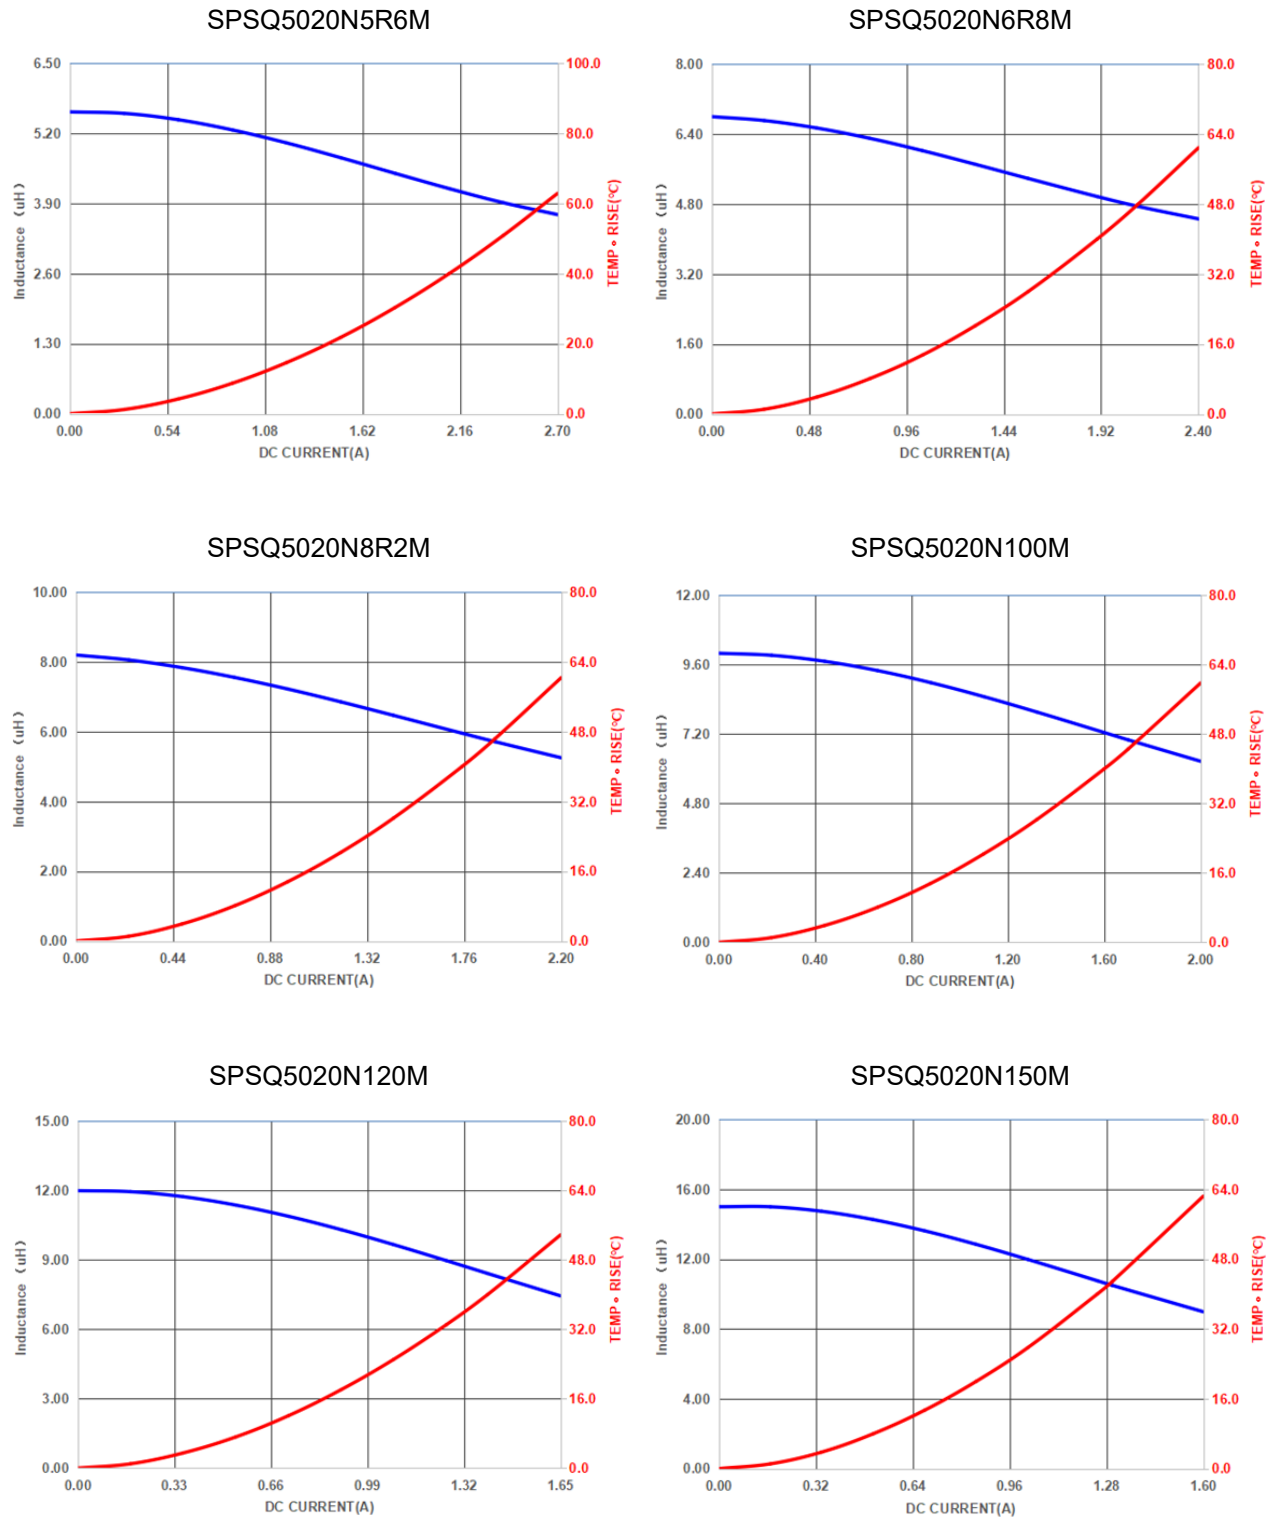 SPSQ5020N5R6M
6.50
5.20
3.90
2.60
1.30
0.00
100.0
80.0
60.0
40.0
20.0
0.0
0.00 0.54 1.08 1.62 2.16 2.70
Inductance（uH）
TEMP∘RISE(℃)
DC CURRENT(A)
SPSQ5020N6R8M
8.00
6.40
4.80
3.20
1.60
0.00
80.0
64.0
48.0
32.0
16.0
0.0
0.00 0.48 0.96 1.44 1.92 2.40
Inductance（uH）
TEMP∘RISE(℃)
DC CURRENT(A)
SPSQ5020N8R2M
10.00
8.00
6.00
4.00
2.00
0.00
80.0
64.0
48.0
32.0
16.0
0.0
0.00 0.44 0.88 1.32 1.76 2.20
Inductance（uH）
TEMP∘RISE(℃)
DC CURRENT(A)
SPSQ5020N100M
12.00
9.60
7.20
4.80
2.40
0.00
80.0
64.0
48.0
32.0
16.0
0.0
0.00 0.40 0.80 1.20 1.60 2.00
Inductance（uH）
TEMP∘RISE(℃)
DC CURRENT(A)
SPSQ5020N120M
15.00
12.00
9.00
6.00
3.00
0.00
80.0
64.0
48.0
32.0
16.0
0.0
0.00 0.33 0.66 0.99 1.32 1.65
Inductance（uH）
TEMP∘RISE(℃)
DC CURRENT(A)
SPSQ5020N150M
20.00
16.00
12.00
8.00
4.00
0.00
80.0
64.0
48.0
32.0
16.0
0.0
0.00 0.32 0.64 0.96 1.28 1.60
Inductance（uH）
TEMP∘RISE(℃)
DC CURRENT(A)